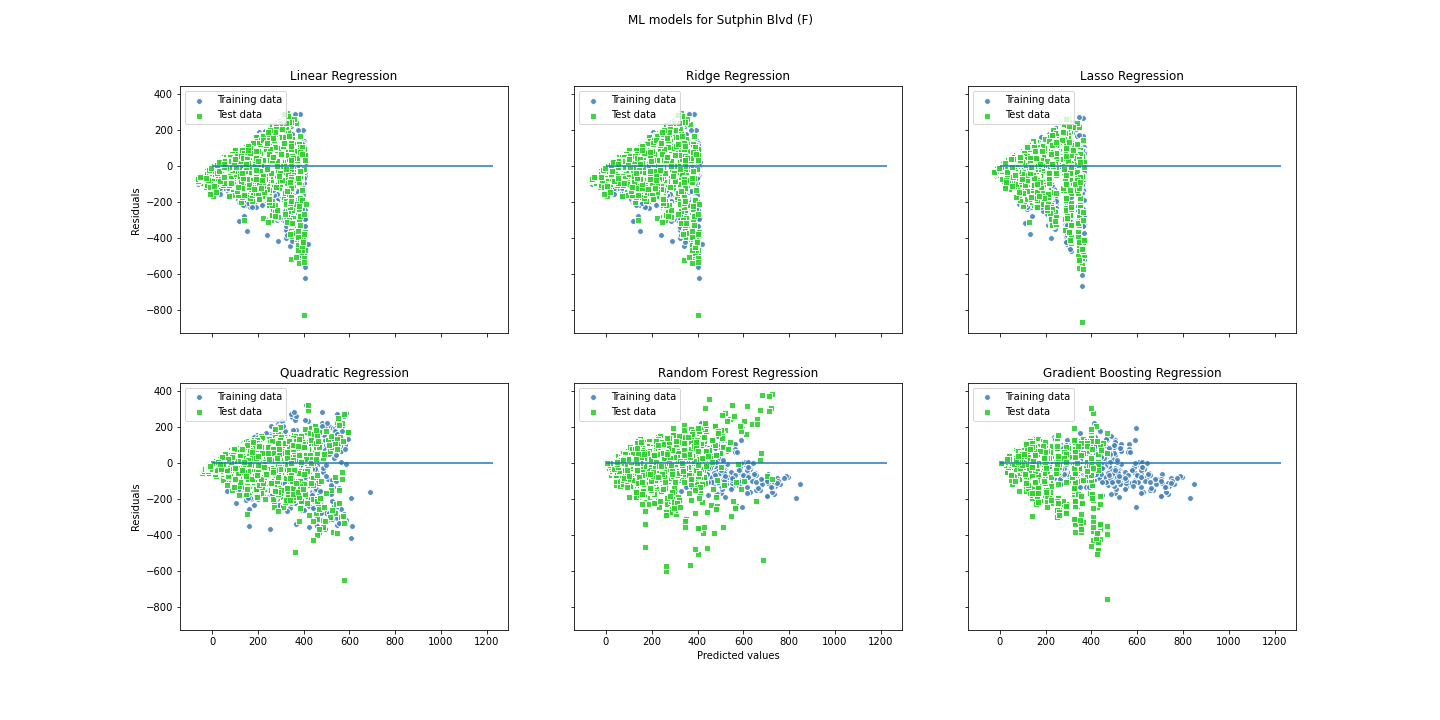 ML models for Sutphin Blvd (F)
Linear Regression
Ridge Regression
Lasso Regression
Training data
Test data
Training data
Test data
Training data
Test data
400
200
0
−200
−400
−600
−800
Residuals
Quadratic Regression
Random Forest Regression
Gradient Boosting Regression
Training data
Test data
Training data
Test data
Training data
Test data
400
200
0
−200
−400
−600
−800
Residuals
0 200 400 600 800 1000 1200
0 200 400 600 800 1000 1200
0 200 400 600 800 1000 1200
Predicted values